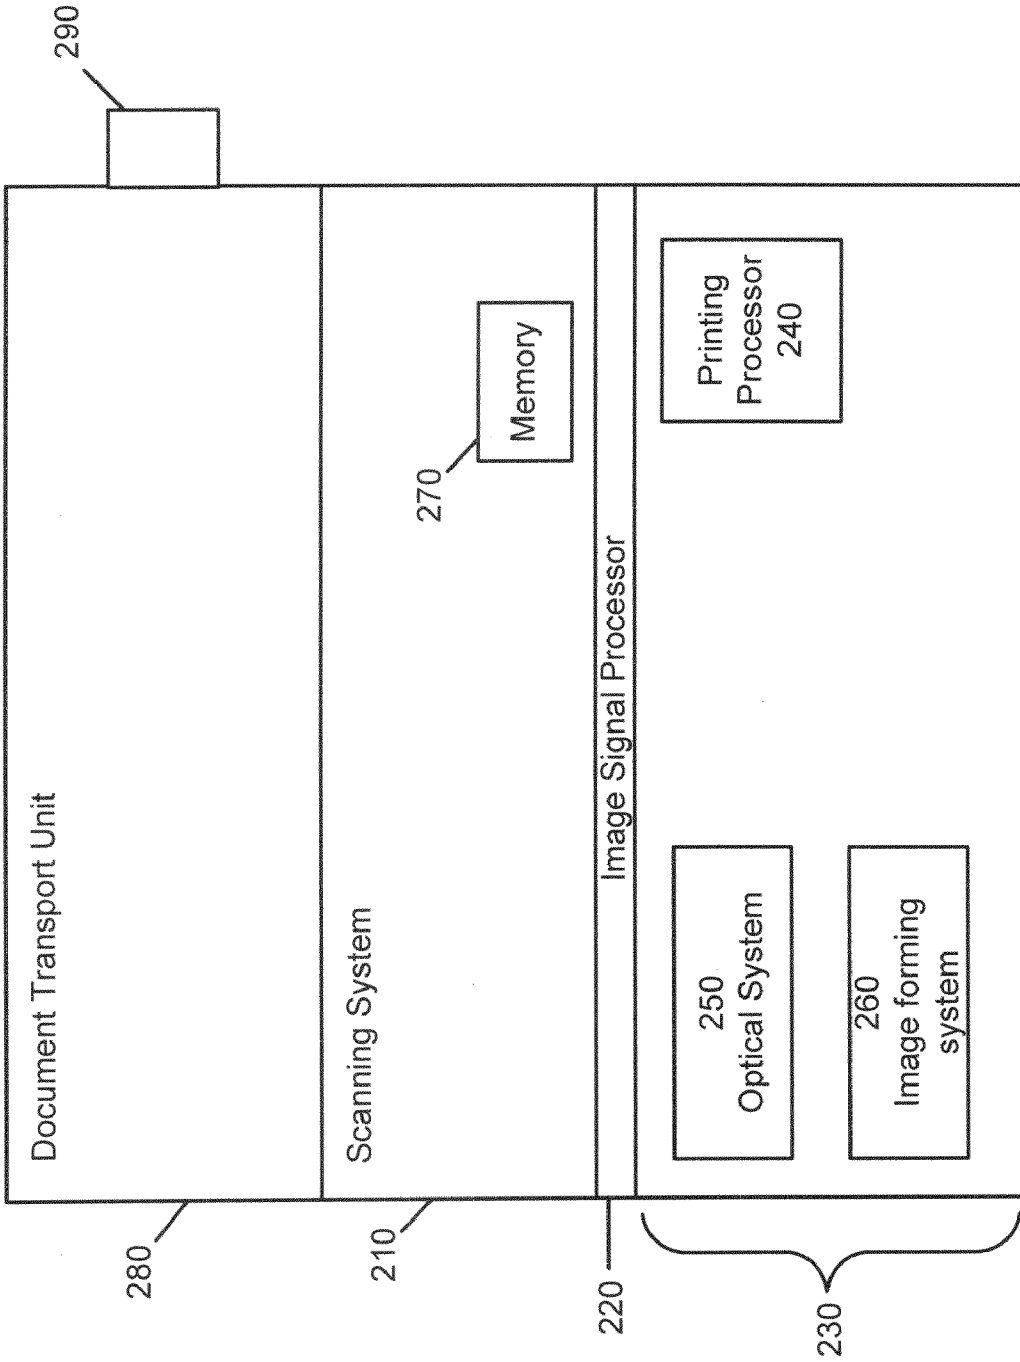 290
Document Transport Unit
280
Scanning System
210
270
Memory
Image Signal Processor
220
250
Optical System
Printing
Processor
240
260
Image forming
system
230